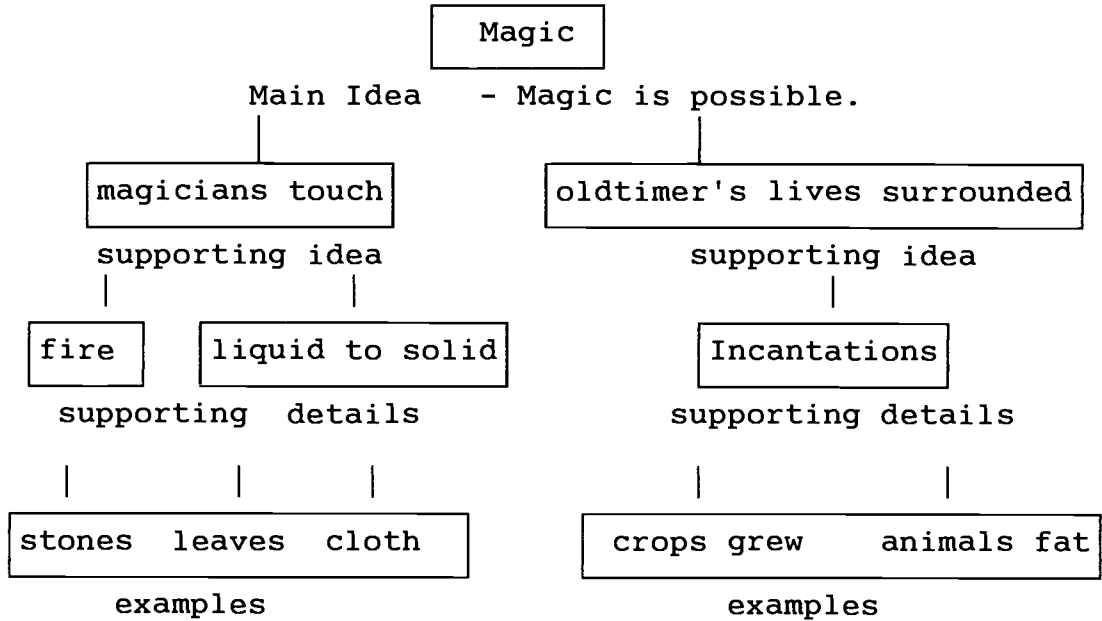 Magic
Main Idea - Magic is possible.
magicians touch oldtimer's lives surrounded
supporting idea supporting idea
fire liquid to solid Incantations
supporting details supporting details
stones leaves cloth crops grew animals fat
examples examples